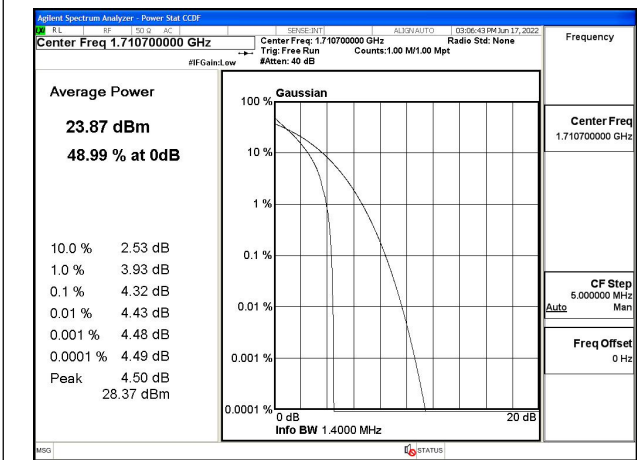 Agilent Spectrum Analyzer - Power Stat CCDF
RL RF 50 Ω AC SENSE:INT ALIGN AUTO 03:06:43 PM Jun 17, 2022
Center Freq 1.710700000 GHz
Center Freq: 1.710700000 GHz Radio Std: None
Trig: Free Run Counts:1.00 M/1.00 Mpt
#IFGain:Low #Atten: 40 dB
Frequency
Average Power
23.87 dBm
48.99 % at 0dB
10.0 % 2.53 dB
1.0 % 3.93 dB
0.1 % 4.32 dB
0.01 % 4.43 dB
0.001 % 4.48 dB
0.0001 % 4.49 dB
Peak 4.50 dB
28.37 dBm
Gaussian
100 %
10 %
1 %
0.1 %
0.01 %
0.001 %
0.0001 %
0 dB 20 dB
Info BW 1.4000 MHz
Center Freq
1.710700000 GHz
CF Step
5.000000 MHz
Auto Man
Freq Offset
0 Hz
MSG STATUS